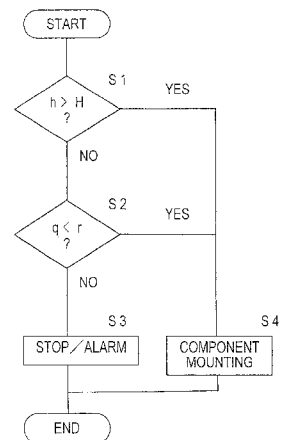 START
S1
h > H
?
YES
NO
S2
q < r
?
YES
NO
S3
STOP/ALARM
S4
COMPONENT
MOUNTING
END